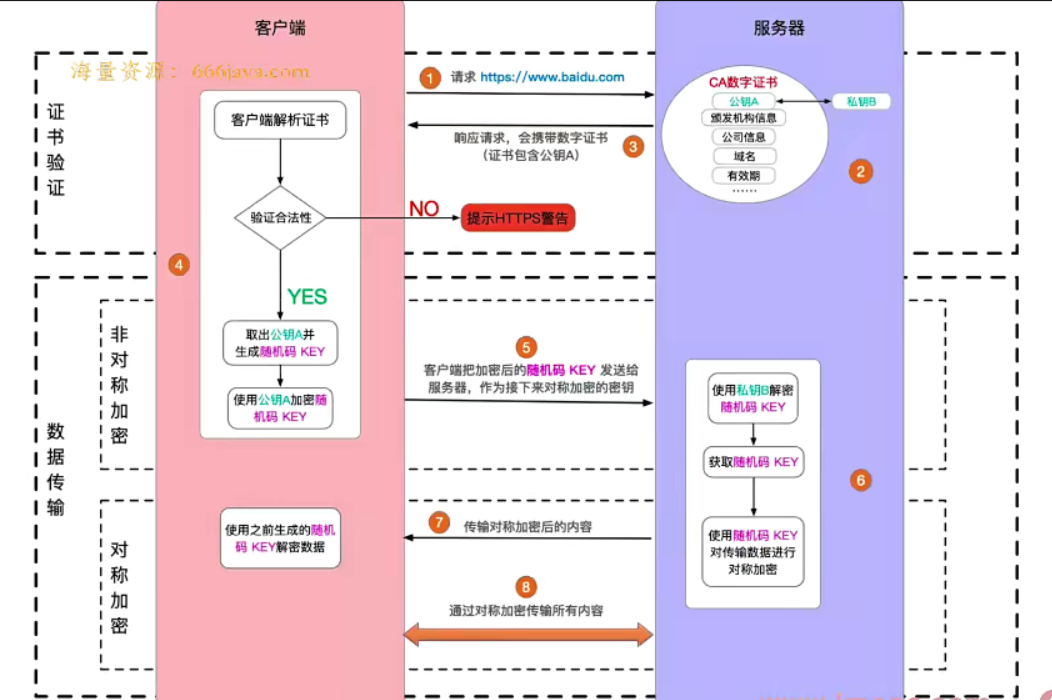 客户端
服务器
海量资源：666java.com
证书验证
1 请求 https://www.baidu.com
CA数字证书
公钥A
私钥B
颁发机构信息
公司信息
域名
有效期
······
2
客户端解析证书
响应请求，会携带数字证书
（证书包含公钥A）
3
验证合法性
NO
提示HTTPS警告
4
YES
数据传输
非对称加密
取出公钥A并
生成随机码 KEY
使用公钥A加密随
机码 KEY
5
客户端把加密后的随机码 KEY 发送给
服务器，作为接下来对称加密的密钥
使用私钥B解密
随机码 KEY
获取随机码 KEY
6
使用随机码 KEY
对传输数据进行
对称加密
对称加密
使用之前生成的随机
码 KEY解密数据
7 传输对称加密后的内容
8
通过对称加密传输所有内容